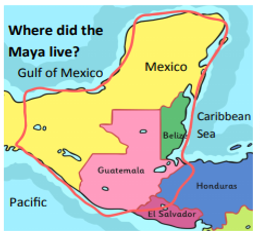 Where did the
Maya live?
Gulf of Mexico
Mexico
Caribbean
Sea
Belize
Guatemala
Honduras
Pacific
El Salvador